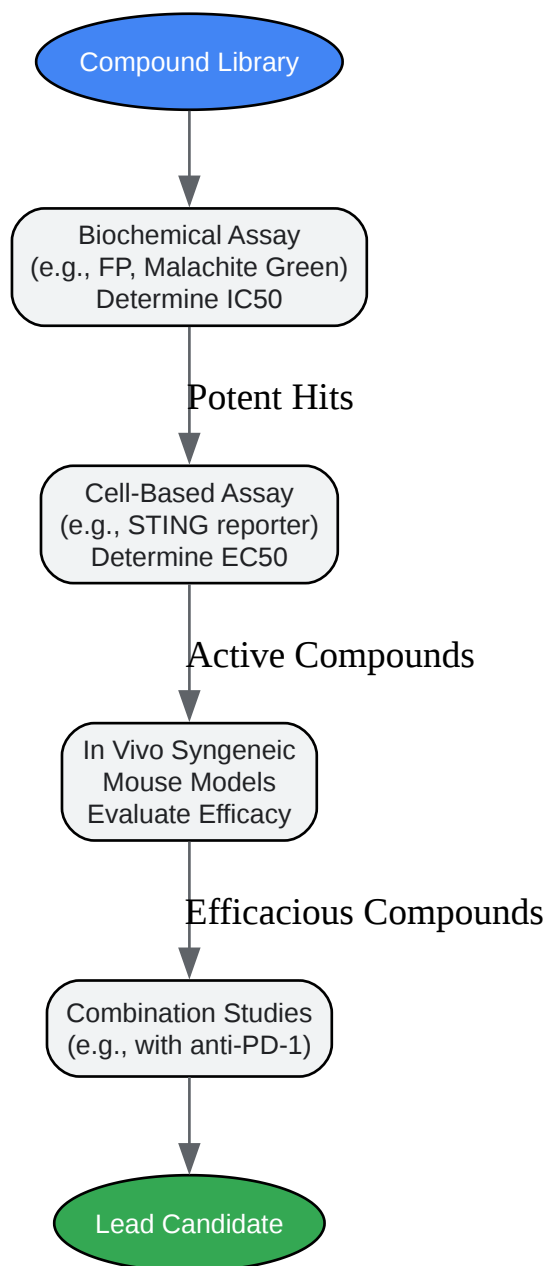 Compound Library
Biochemical Assay
(e.g., FP, Malachite Green)
Determine IC50
Potent Hits
Cell-Based Assay
(e.g., STING reporter)
Determine EC50
Active Compounds
In Vivo Syngeneic
Mouse Models
Evaluate Efficacy
Efficacious Compounds
Combination Studies
(e.g., with anti-PD-1)
Lead Candidate